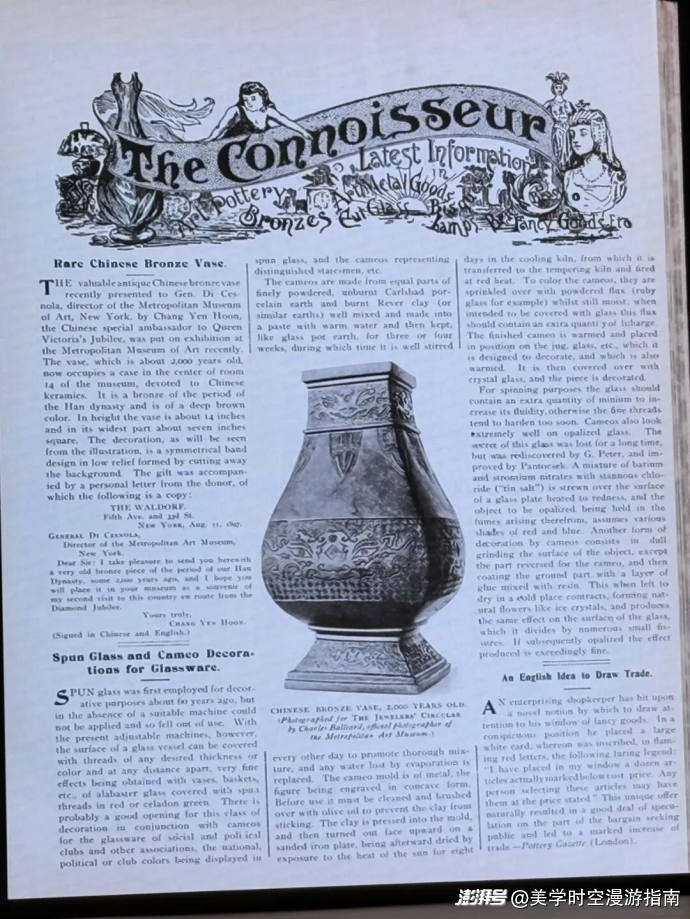 The Connoisseur
Latest Information
in
Art Pottery
Art Metal Goods
Bronzes Cut Glass
Lamps
Fancy Goods. Etc
Rare Chinese Bronze Vase.
THE valuable antique Chinese bronze vase
recently presented to Gen. Di Ces-
nola, director of the Metropolitan Museum
of Art, New York, by Chang Yen Hoon,
the Chinese special ambassador to Queen
Victoria's Jubilee, was put on exhibition at
the Metropolitan Museum of Art recently.
The vase, which is about 2,000 years old,
now occupies a case in the center of room
14 of the museum, devoted to Chinese
keramics. It is a bronze of the period of
the Han dynasty and is of a deep brown
color. In height the vase is about 14 inches
and in its widest part about seven inches
square. The decoration, as will be seen
from the illustration, is a symmetrical band
design in low relief formed by cutting away
the background. The gift was accompan-
ied by a personal letter from the donor, of
which the following is a copy:
THE WALDORF.
Fifth Ave. and 33d St.
New York, Aug. 11, 1897.
General Di Cesnola,
Director of the Metropolitan Art Museum,
New York.
Dear Sir: I take pleasure to send you herewith
a very old bronze piece of the period of our Han
Dynasty, some 2,000 years ago, and I hope you
will place it in your museum as a souvenir of
my second visit to this country en route from the
Diamond Jubilee.
Yours truly,
Chang Yen Hoon.
(Signed in Chinese and English.)
Spun Glass and Cameo Decora-
tions for Glassware.
SPUN glass was first employed for decor-
ative purposes about 60 years ago, but
in the absence of a suitable machine could
not be applied and so fell out of use. With
the present adjustable machines, however,
the surface of a glass vessel can be covered
with threads of any desired thickness or
color and at any distance apart, very fine
effects being obtained with vases, baskets,
etc., of alabaster glass covered with spun
threads in red or celadon green. There is
probably a good opening for this class of
decoration in conjunction with cameos
for the glassware of social and political
clubs and other associations, the national,
political or club colors being displayed in
spun glass, and the cameos representing
distinguished statesmen, etc.
The cameos are made from equal parts of
finely powdered, unburnt Carlsbad por-
celain earth and burnt Kever clay (or
similar earths) well mixed and made into
a paste with warm water and then kept,
like glass pot earth, for three or four
weeks, during which time it is well stirred
CHINESE BRONZE VASE, 2,000 YEARS OLD.
(Photographed for THE JEWELERS' CIRCULAR
by Charles Balliard, official photographer of
the Metropolitan Art Museum.)
every other day to promote thorough mix-
ture, and any water lost by evaporation is
replaced. The cameo mold is of metal, the
figure being engraved in concave form.
Before use it must be cleaned and brushed
over with olive oil to prevent the clay from
sticking. The clay is pressed into the mold,
and then turned out face upward on a
sanded iron plate, being afterward dried by
exposure to the heat of the sun for eight
days in the cooling kiln, from which it is
transferred to the tempering kiln and fired
at red heat. To color the cameos, they are
sprinkled over with powdered flux (ruby
glass for example) whilst still moist; when
intended to be covered with glass this flux
should contain an extra quantity of litharge.
The finished cameo is warmed and placed
in position on the jug, glass, etc., which it
is designed to decorate, and which is also
warmed. It is then covered over with
crystal glass, and the piece is decorated.
For spinning purposes the glass should
contain an extra quantity of minium to in-
crease its fluidity, otherwise the fine threads
tend to harden too soon. Cameos also look
extremely well on opalized glass. The
secret of this glass was lost for a long time,
but was rediscovered by G. Peter, and im-
proved by Pantocsek. A mixture of barium
and strontium nitrates with stannous chlo-
ride ("tin salt") is strewn over the surface
of a glass plate heated to redness, and the
object to be opalized being held in the
fumes arising therefrom, assumes various
shades of red and blue. Another form of
decoration by cameos consists in dull
grinding the surface of the object, except
the part reserved for the cameo, and then
coating the ground part with a layer of
glue mixed with resin. This when left to
dry in a cold place contracts, forming nat-
ural flowers like ice crystals, and produces
the same effect on the surface of the glass,
which it divides by numerous small fis-
sures. If subsequently opalized the effect
produced is exceedingly fine.
An English Idea to Draw Trade.
AN enterprising shopkeeper has hit upon
a novel notion by which to draw at-
tention to his window of fancy goods. In a
conspicuous position he placed a large
white card, whereon was inscribed, in flam-
ing red letters, the following luring legend:
"I have placed in my window a dozen ar-
ticles actually marked below cost price. Any
person selecting these articles may have
them at the price stated." This unique offer
naturally resulted in a good deal of specu-
lation on the part of the bargain seeking
public and led to a marked increase of
trade.—Pottery Gazette (London).
澎湃号 @美学时空漫游指南